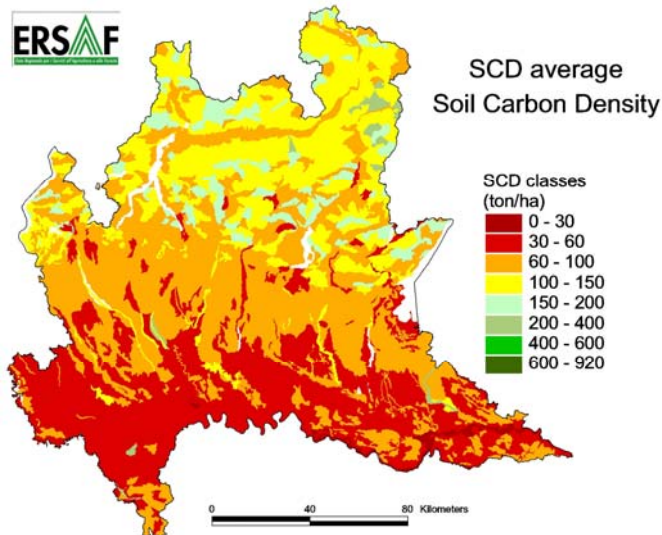 ERSAF
SCD average
Soil Carbon Density
SCD classes
(ton/ha)
0 - 30
30 - 60
60 - 100
100 - 150
150 - 200
200 - 400
400 - 600
600 - 920
0 40 80 Kilometers